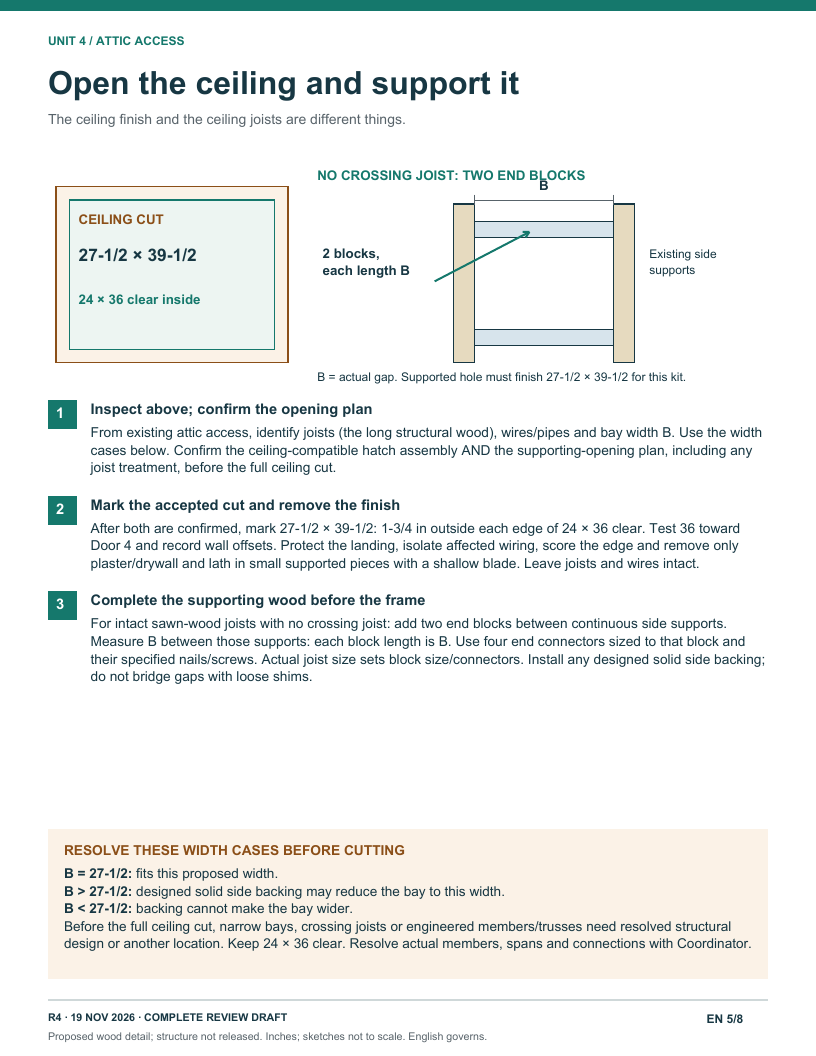 UNIT 4 / ATTIC ACCESS
Open the ceiling and support it
The ceiling finish and the ceiling joists are different things.
CEILING CUT
27-1/2 × 39-1/2
24 × 36 clear inside
NO CROSSING JOIST: TWO END BLOCKS
B
2 blocks,
each length B
Existing side
supports
B = actual gap. Supported hole must finish 27-1/2 × 39-1/2 for this kit.
1
Inspect above; confirm the opening plan
From existing attic access, identify joists (the long structural wood), wires/pipes and bay width B. Use the width
cases below. Confirm the ceiling-compatible hatch assembly AND the supporting-opening plan, including any
joist treatment, before the full ceiling cut.
2
Mark the accepted cut and remove the finish
After both are confirmed, mark 27-1/2 × 39-1/2: 1-3/4 in outside each edge of 24 × 36 clear. Test 36 toward
Door 4 and record wall offsets. Protect the landing, isolate affected wiring, score the edge and remove only
plaster/drywall and lath in small supported pieces with a shallow blade. Leave joists and wires intact.
3
Complete the supporting wood before the frame
For intact sawn-wood joists with no crossing joist: add two end blocks between continuous side supports.
Measure B between those supports: each block length is B. Use four end connectors sized to that block and
their specified nails/screws. Actual joist size sets block size/connectors. Install any designed solid side backing;
do not bridge gaps with loose shims.
RESOLVE THESE WIDTH CASES BEFORE CUTTING
B = 27-1/2: fits this proposed width.
B > 27-1/2: designed solid side backing may reduce the bay to this width.
B < 27-1/2: backing cannot make the bay wider.
Before the full ceiling cut, narrow bays, crossing joists or engineered members/trusses need resolved structural
design or another location. Keep 24 × 36 clear. Resolve actual members, spans and connections with Coordinator.
R4 · 19 NOV 2026 · COMPLETE REVIEW DRAFT
EN 5/8
Proposed wood detail; structure not released. Inches; sketches not to scale. English governs.